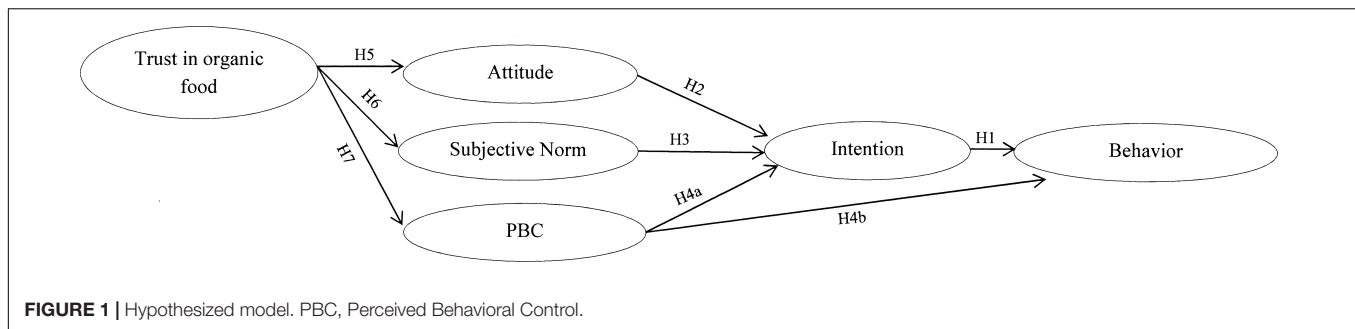 Trust in organic
food
H5
Attitude
H2
H6
Subjective Norm
H3
Intention
H1
Behavior
H7
H4a
PBC
H4b
FIGURE 1 | Hypothesized model. PBC, Perceived Behavioral Control.